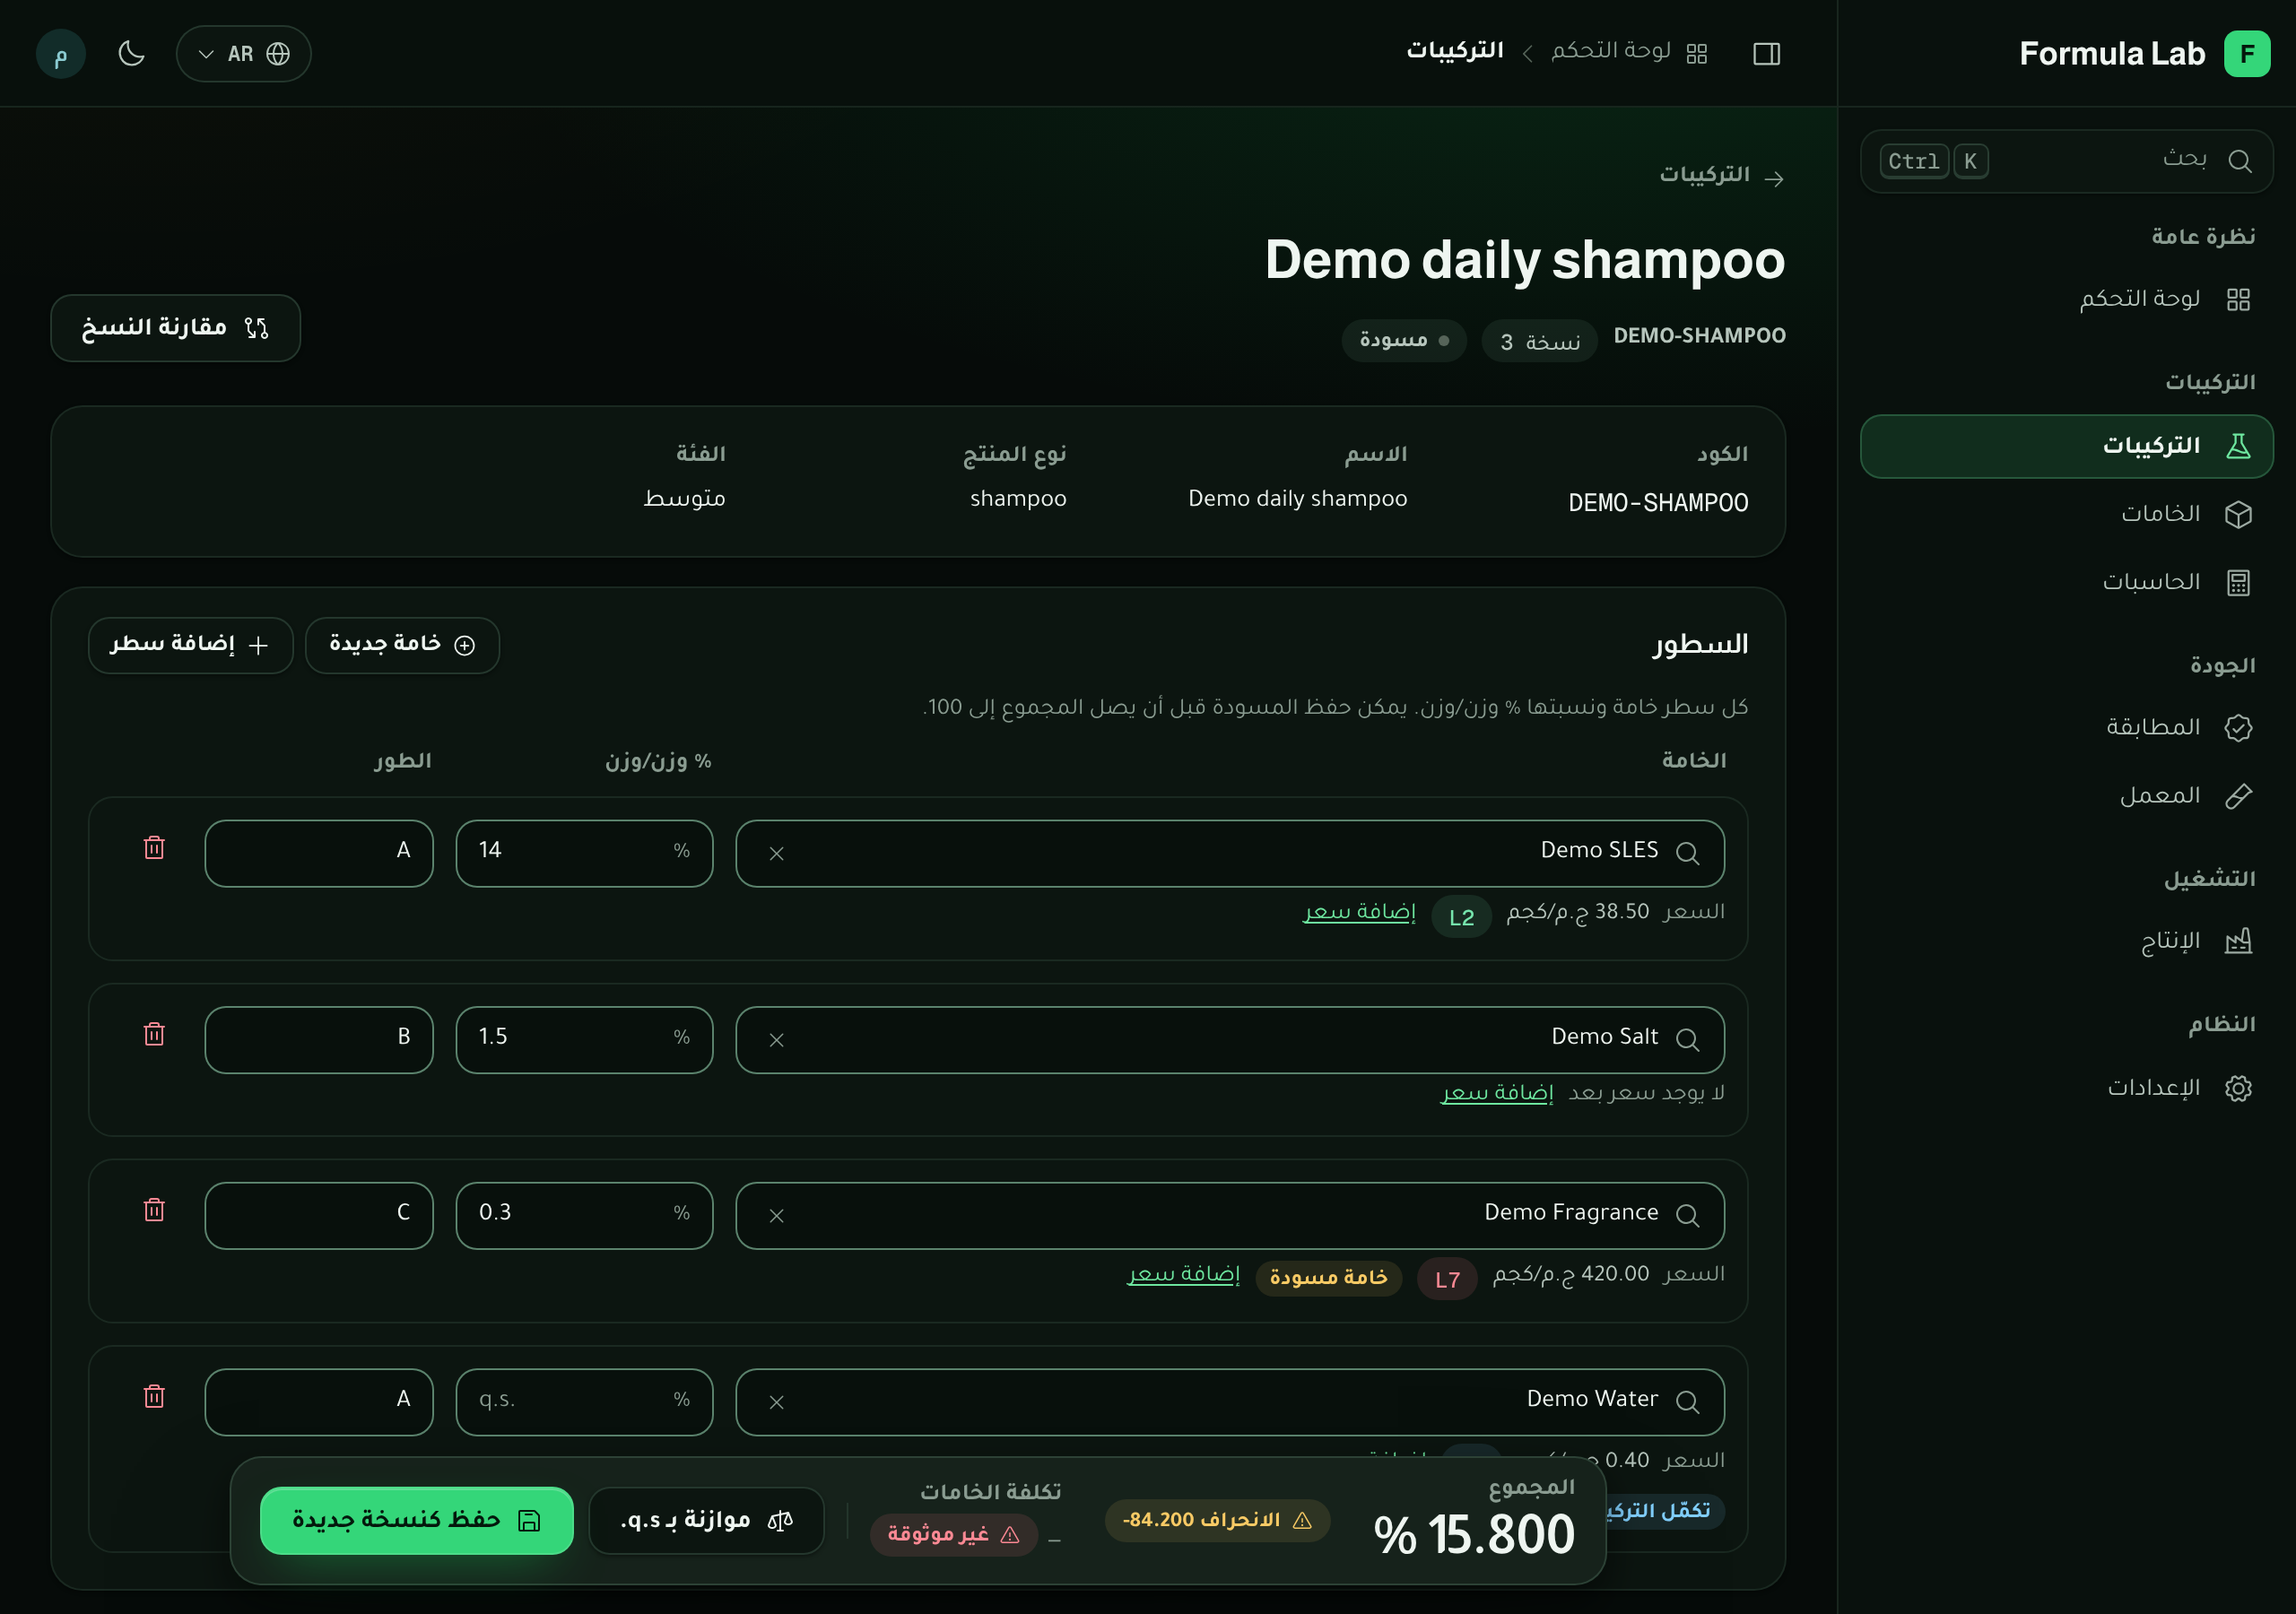 F Formula Lab
بحث
Ctrl K
نظرة عامة
لوحة التحكم
التركيبات
التركيبات
الخامات
الحاسبات
الجودة
المطابقة
المعمل
التشغيل
الإنتاج
النظام
الإعدادات
لوحة التحكم
التركيبات
AR
م
التركيبات
Demo daily shampoo
DEMO-SHAMPOO
نسخة 3
مسودة
مقارنة النسخ
الكود
DEMO-SHAMPOO
الاسم
Demo daily shampoo
نوع المنتج
shampoo
الفئة
متوسط
السطور
خامة جديدة
إضافة سطر
كل سطر خامة ونسبتها % وزن/وزن. يمكن حفظ المسودة قبل أن يصل المجموع إلى 100.
الخامة
% وزن/وزن
الطور
Demo SLES
% 14
A
السعر 38.50 ج.م/كجم L2 إضافة سعر
Demo Salt
% 1.5
B
لا يوجد سعر بعد إضافة سعر
Demo Fragrance
% 0.3
C
السعر 420.00 ج.م/كجم L7 خامة مسودة إضافة سعر
Demo Water
% q.s.
A
السعر 0.40
المجموع
15.800 %
الانحراف 84.200-
تكلفة الخامات
— غير موثوقة
موازنة بـ q.s.
حفظ كنسخة جديدة